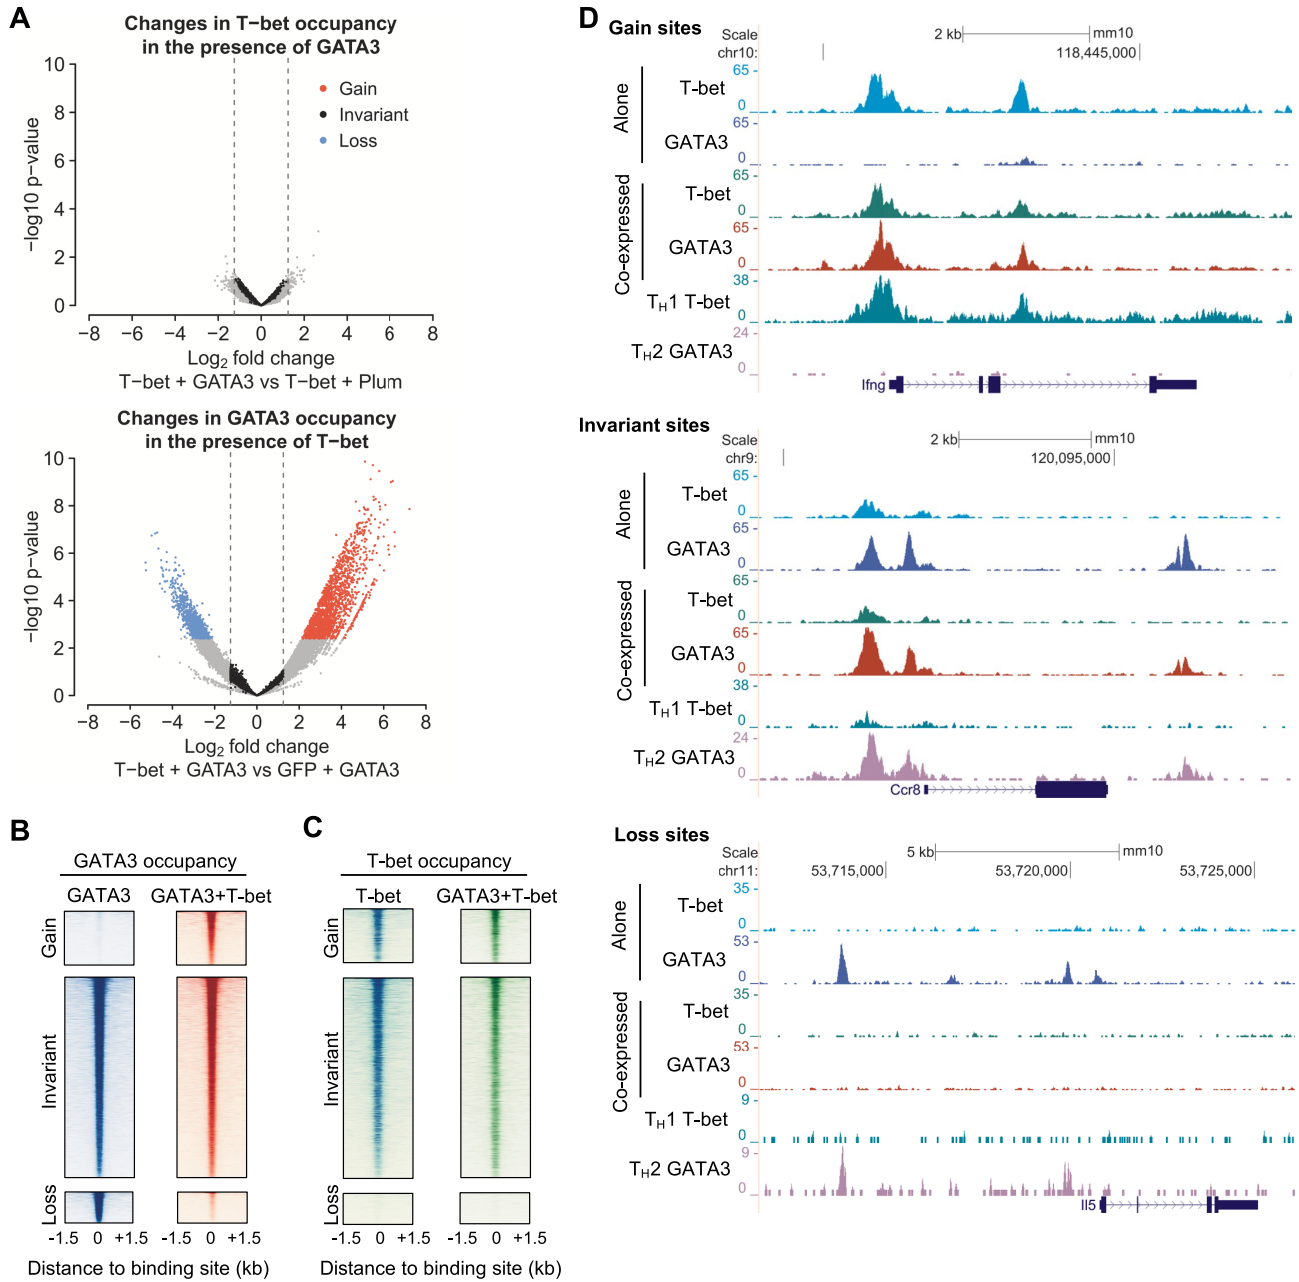 A
Changes in T−bet occupancy
in the presence of GATA3
10
8
6
4
2
0
−log10 p−value
Gain
Invariant
Loss
−8 −6 −4 −2 0 2 4 6 8
Log2 fold change
T−bet + GATA3 vs T−bet + Plum
Changes in GATA3 occupancy
in the presence of T−bet
10
8
6
4
2
0
−log10 p−value
−8 −6 −4 −2 0 2 4 6 8
Log2 fold change
T−bet + GATA3 vs GFP + GATA3
B
GATA3 occupancy
GATA3 GATA3+T-bet
Gain
Invariant
Loss
-1.5 0 +1.5 -1.5 0 +1.5
Distance to binding site (kb)
C
T-bet occupancy
T-bet GATA3+T-bet
Gain
Invariant
Loss
-1.5 0 +1.5 -1.5 0 +1.5
Distance to binding site (kb)
D
Gain sites
Scale 2 kb mm10
chr10: 118,445,000
Alone
T-bet 65 0
GATA3 65 0
Co-expressed
T-bet 65 0
GATA3 65 0
TH1 T-bet 38 0
TH2 GATA3 24 0
Ifng
Invariant sites
Scale 2 kb mm10
chr9: 120,095,000
Alone
T-bet 65 0
GATA3 65 0
Co-expressed
T-bet 65 0
GATA3 65 0
TH1 T-bet 38 0
TH2 GATA3 24 0
Ccr8
Loss sites
Scale 5 kb mm10
chr11: 53,715,000 53,720,000 53,725,000
Alone
T-bet 35 0
GATA3 53 0
Co-expressed
T-bet 35 0
GATA3 53 0
TH1 T-bet 9 0
TH2 GATA3 9 0
Il5